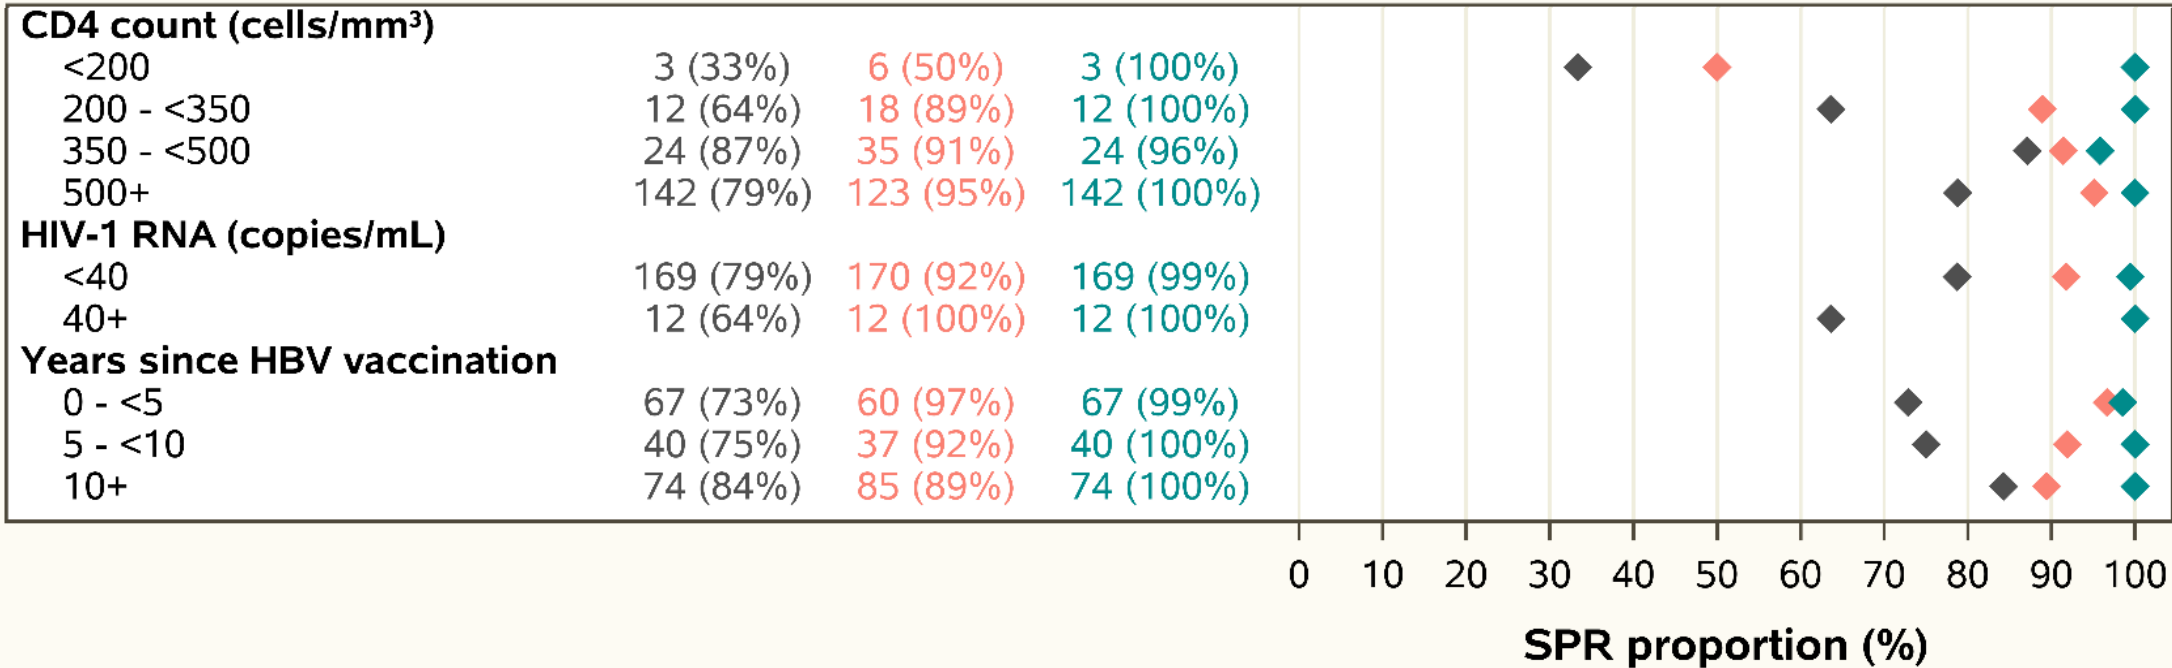 CD4 count (cells/mm³)
<200 3 (33%) 6 (50%) 3 (100%)
200 - <350 12 (64%) 18 (89%) 12 (100%)
350 - <500 24 (87%) 35 (91%) 24 (96%)
500+ 142 (79%) 123 (95%) 142 (100%)
HIV-1 RNA (copies/mL)
<40 169 (79%) 170 (92%) 169 (99%)
40+ 12 (64%) 12 (100%) 12 (100%)
Years since HBV vaccination
0 - <5 67 (73%) 60 (97%) 67 (99%)
5 - <10 40 (75%) 37 (92%) 40 (100%)
10+ 74 (84%) 85 (89%) 74 (100%)
0 10 20 30 40 50 60 70 80 90 100
SPR proportion (%)